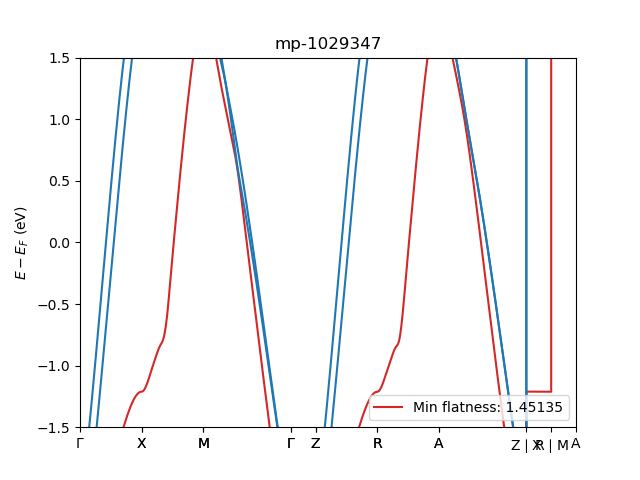 mp-1029347
1.5
1.0
0.5
0.0
−0.5
−1.0
−1.5
E − E_F (eV)
Min flatness: 1.45135
Γ X M Γ Z R A Z | X R | M A